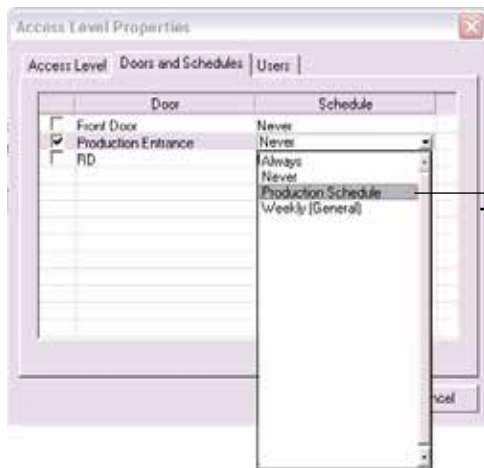 Access Level Properties
Access Level Doors and Schedules Users
Door Schedule
Front Door Never
Production Entrance Never
RD Always
Never
Production Schedule
Weekly (General)
ncel